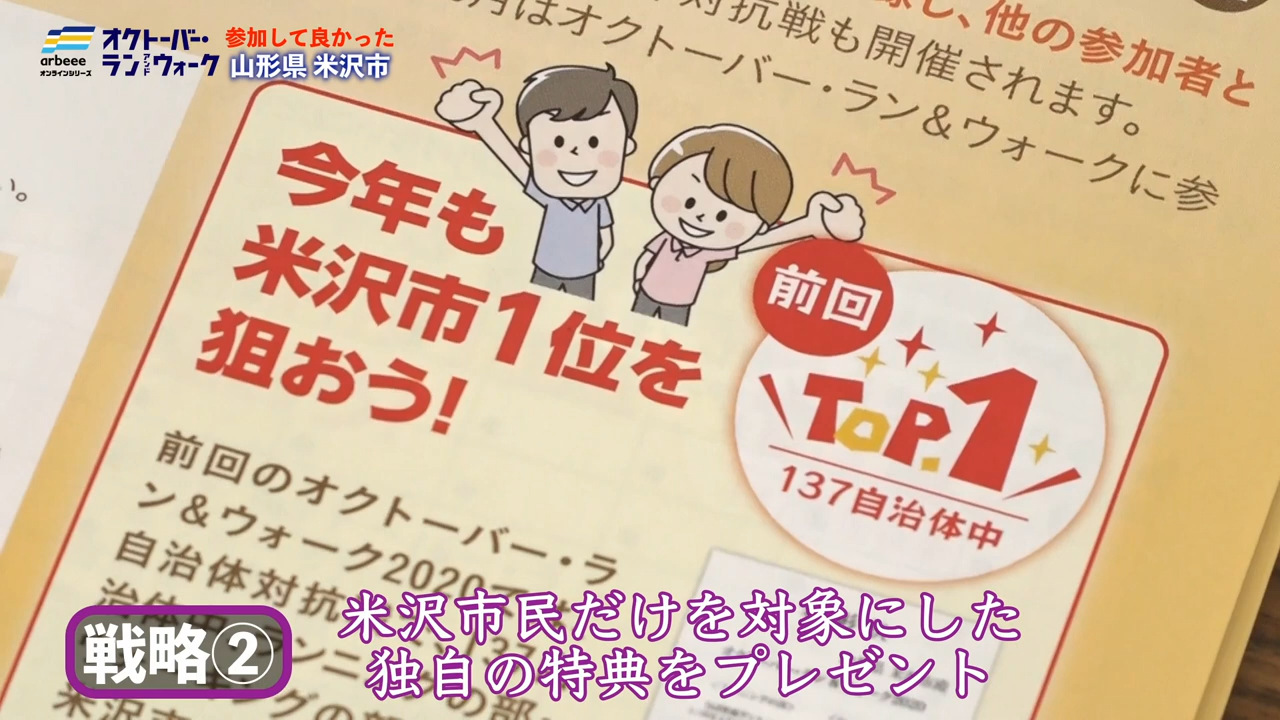 arbeee
オンラインシリーズ
オクトーバー・
ラン アンド ウォーク
参加して良かった
山形県 米沢市
し、他の参加者と
対抗戦も開催されます。
月はオクトーバー・ラン&ウォークに参
い。
今年も
米沢市1位を
狙おう!
前回
TOP.1
137自治体中
前回のオクトーバー・ラ
ン&ウォーク2020では
自治体対抗
戦略②
米沢市民だけを対象にした
独自の特典をプレゼント